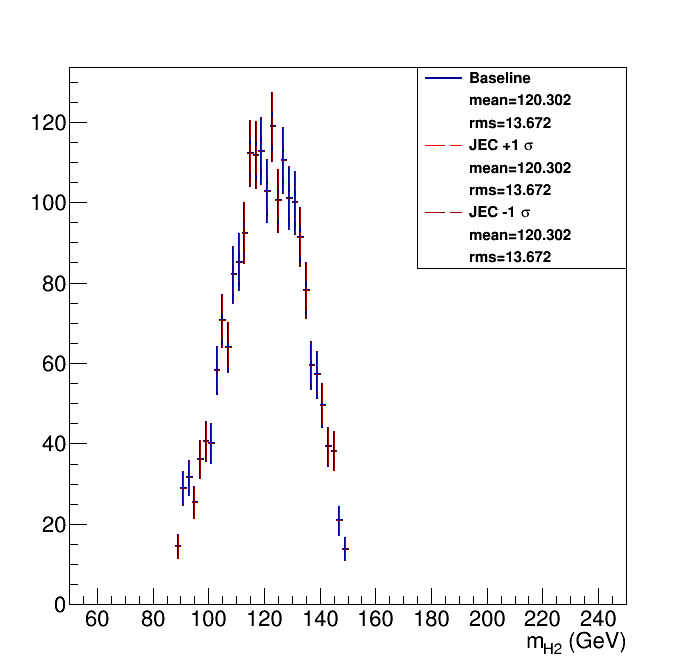 Baseline
mean=120.302
rms=13.672
JEC +1 σ
mean=120.302
rms=13.672
JEC -1 σ
mean=120.302
rms=13.672
120
100
80
60
40
20
0
60 80 100 120 140 160 180 200 220 240
m_H2 (GeV)